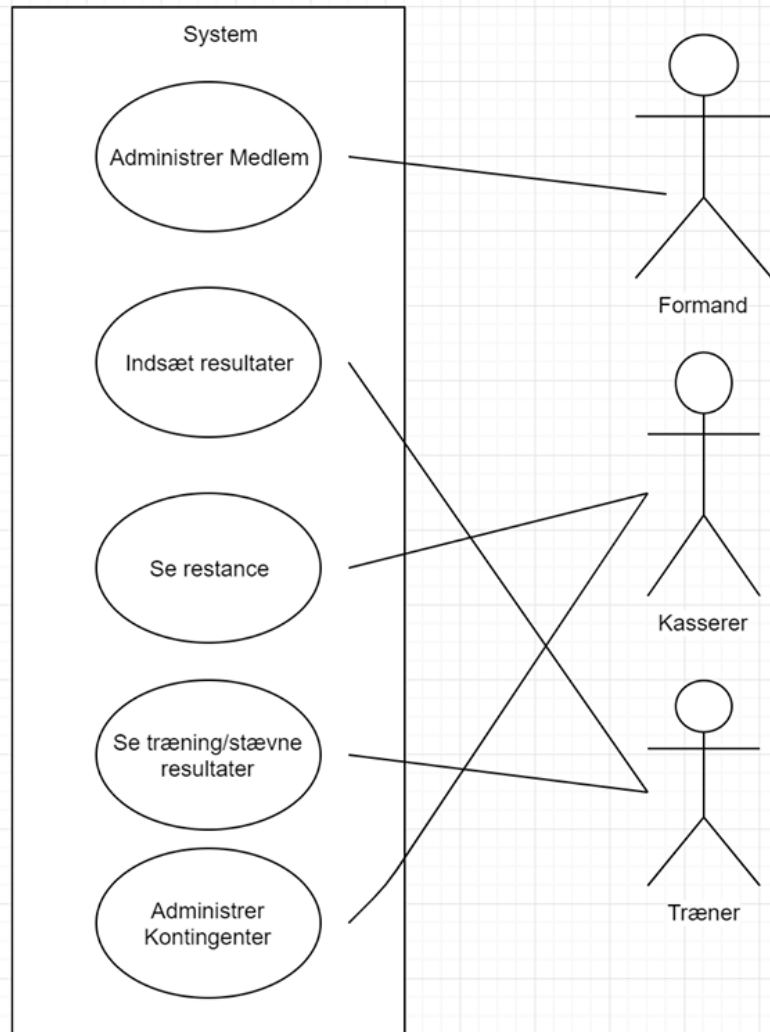 System
Administrer Medlem
Indsæt resultater
Se restance
Se træning/stævne
resultater
Administrer
Kontingenter
Formand
Kasserer
Træner